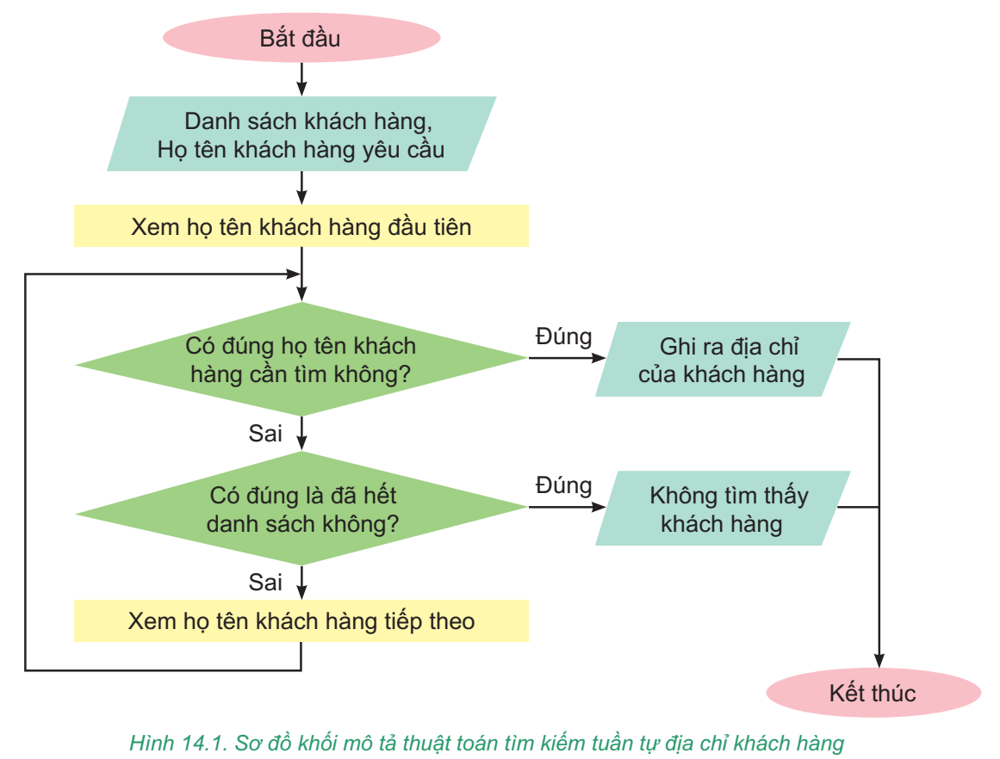 Bắt đầu
Danh sách khách hàng,
Họ tên khách hàng yêu cầu
Xem họ tên khách hàng đầu tiên
Có đúng họ tên khách
hàng cần tìm không?
Đúng
Ghi ra địa chỉ
của khách hàng
Sai
Có đúng là đã hết
danh sách không?
Đúng
Không tìm thấy
khách hàng
Sai
Xem họ tên khách hàng tiếp theo
Kết thúc
Hình 14.1. Sơ đồ khối mô tả thuật toán tìm kiếm tuần tự địa chỉ khách hàng